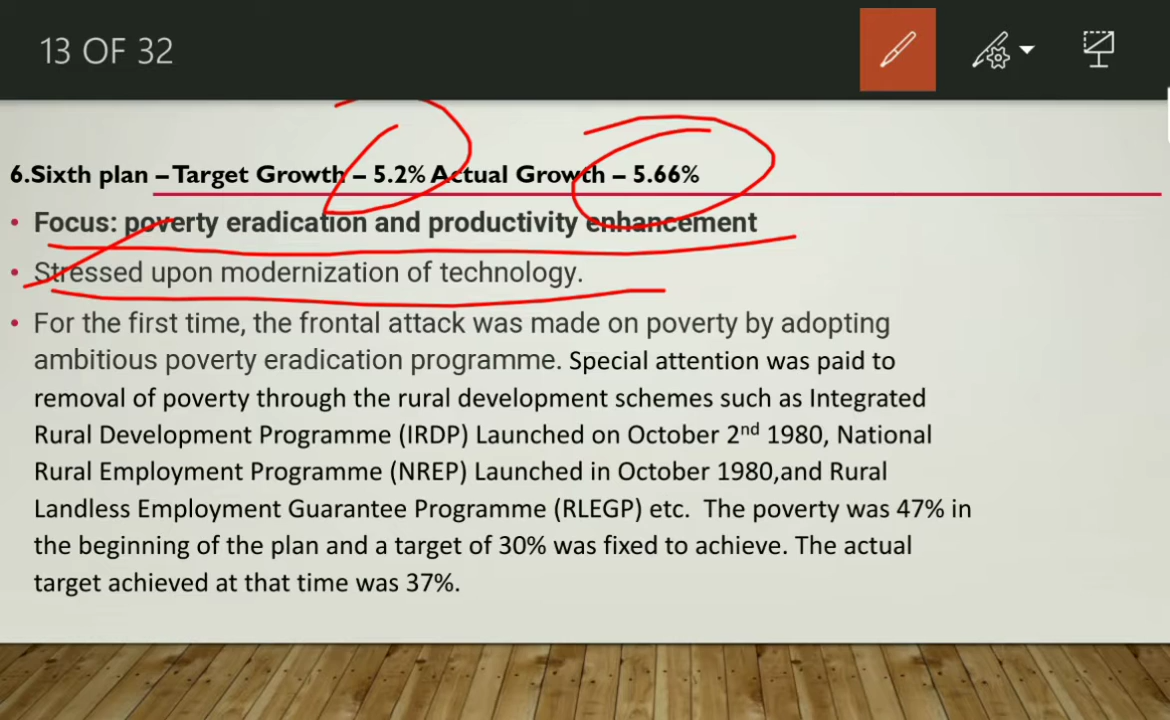 13 OF 32
6.Sixth plan – Target Growth – 5.2% Actual Growth – 5.66%
• Focus: poverty eradication and productivity enhancement
• Stressed upon modernization of technology.
• For the first time, the frontal attack was made on poverty by adopting
ambitious poverty eradication programme. Special attention was paid to
removal of poverty through the rural development schemes such as Integrated
Rural Development Programme (IRDP) Launched on October 2nd 1980, National
Rural Employment Programme (NREP) Launched in October 1980,and Rural
Landless Employment Guarantee Programme (RLEGP) etc. The poverty was 47% in
the beginning of the plan and a target of 30% was fixed to achieve. The actual
target achieved at that time was 37%.